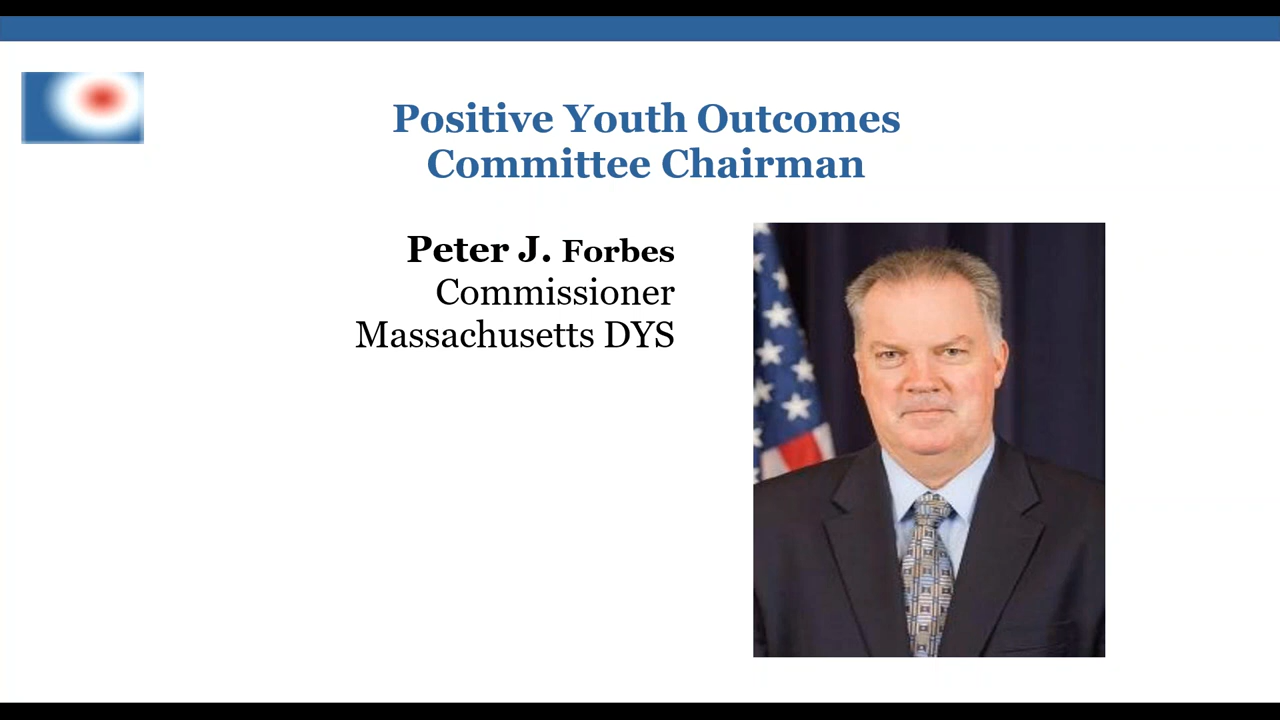 Positive Youth Outcomes
Committee Chairman
Peter J. Forbes
Commissioner
Massachusetts DYS